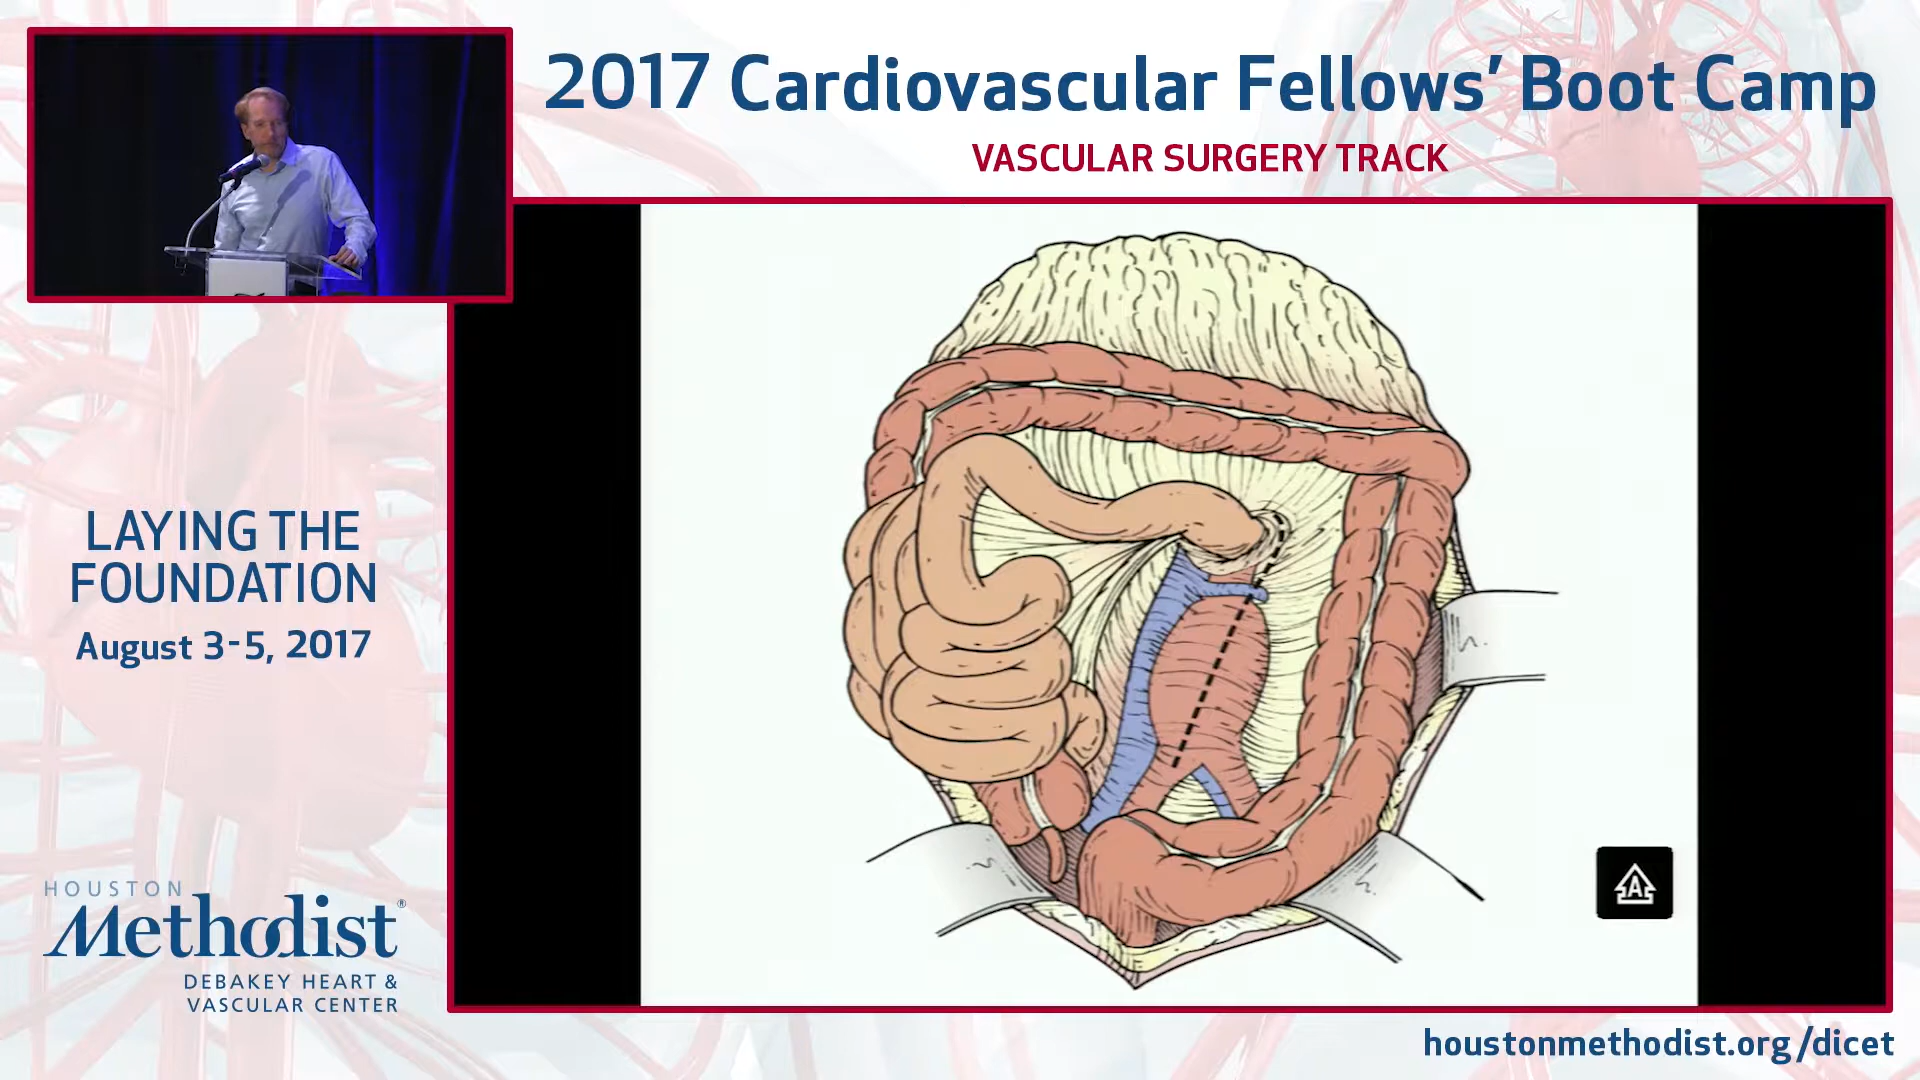 2017 Cardiovascular Fellows' Boot Camp
VASCULAR SURGERY TRACK
LAYING THE
FOUNDATION
August 3-5, 2017
HOUSTON
Methodist®
DEBAKEY HEART &
VASCULAR CENTER
A
houstonmethodist.org/dicet